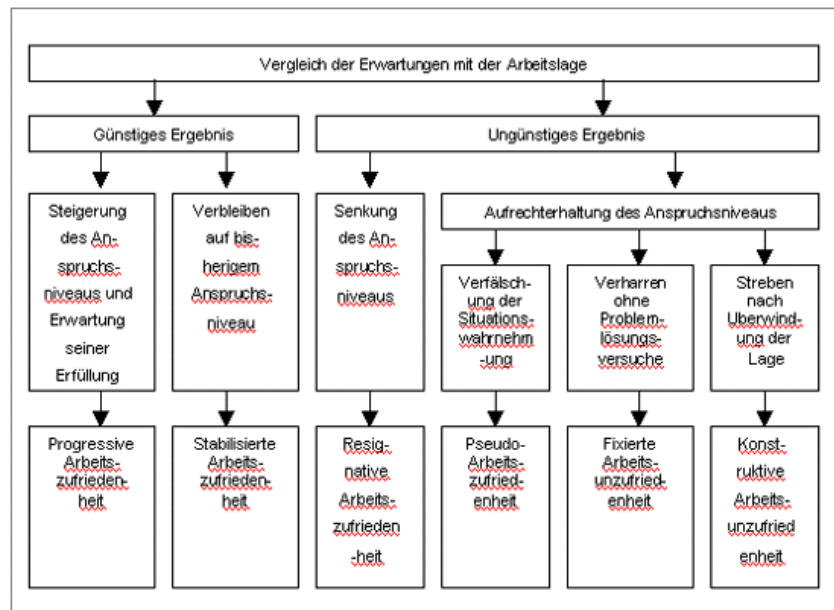 Vergleich der Erwartungen mit der Arbeitslage
Günstiges Ergebnis
Ungünstiges Ergebnis
Steigerung
des An-
spruchs-
niveaus und
Erwartung
seiner
Erfüllung
Verbleiben
auf bis-
herigem
Anspruchs-
niveau
Senkung
des An-
spruchs-
niveaus
Aufrechterhaltung des Anspruchsniveaus
Verfälsch-
ung der
Situations-
wahrnehm
-ung
Verharren
ohne
Problem-
lösungs-
versuche
Streben
nach
Uberwind-
ung der
Lage
Progressive
Arbeits-
zufrieden-
heit
Stabilisierte
Arbeits-
zufrieden-
heit
Resig-
native
Arbeits-
zufrieden
-heit
Pseudo-
Arbeits-
zufried-
enheit
Fixierte
Arbeits-
unzufried-
enheit
Konst-
ruktive
Arbeits-
unzufried
enheit